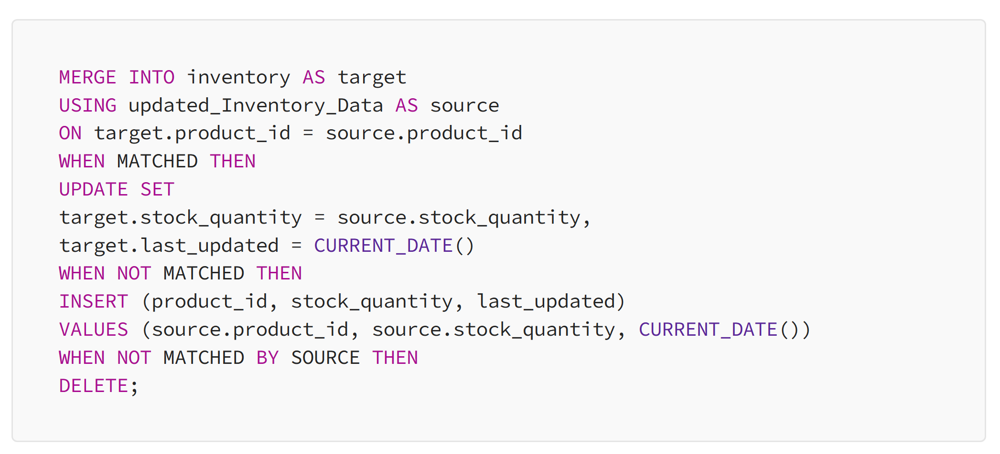 MERGE INTO inventory AS target
USING updated_Inventory_Data AS source
ON target.product_id = source.product_id
WHEN MATCHED THEN
UPDATE SET
target.stock_quantity = source.stock_quantity,
target.last_updated = CURRENT_DATE()
WHEN NOT MATCHED THEN
INSERT (product_id, stock_quantity, last_updated)
VALUES (source.product_id, source.stock_quantity, CURRENT_DATE())
WHEN NOT MATCHED BY SOURCE THEN
DELETE;